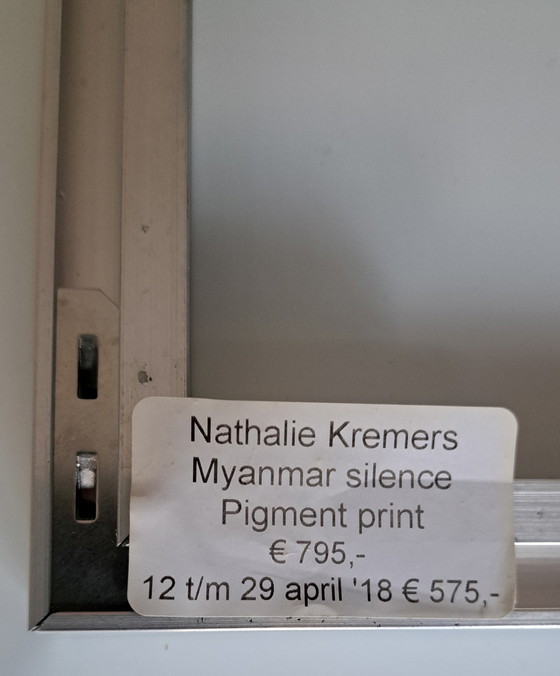 Nathalie Kremers
Myanmar silence
Pigment print
€ 795,-
12 t/m 29 april '18 € 575,-